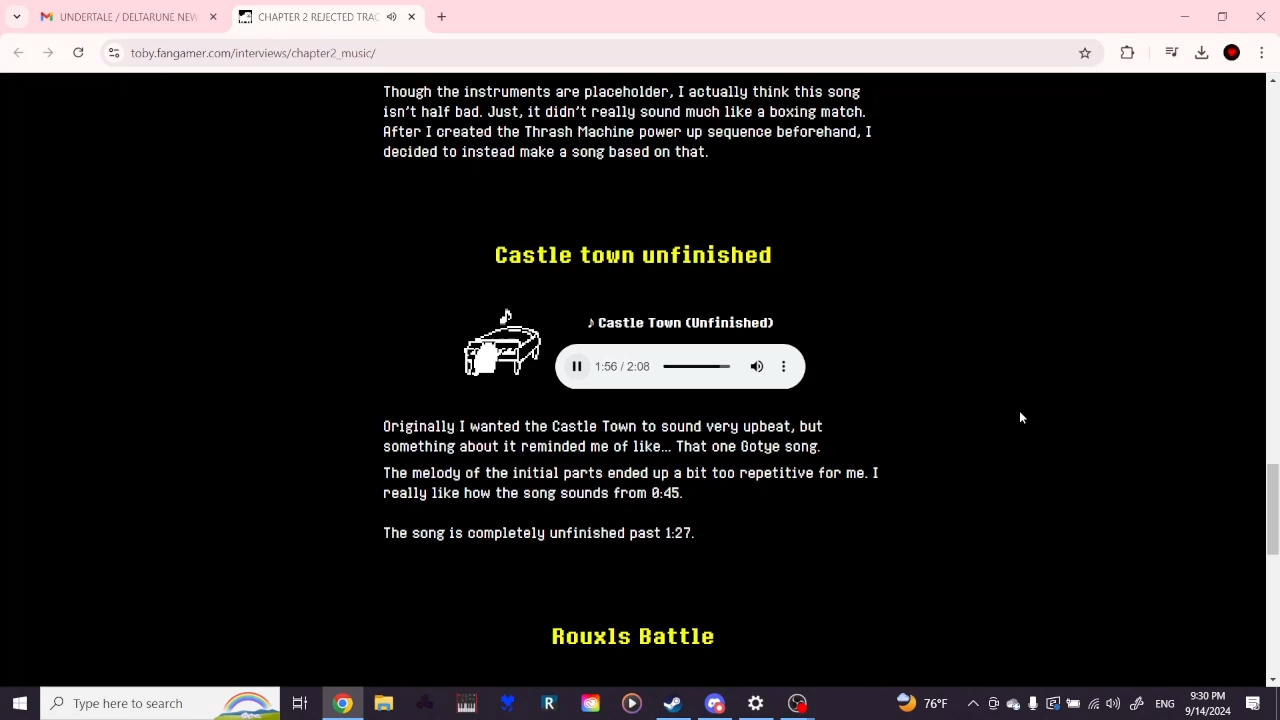 UNDERTALE / DELTARUNE NEW
CHAPTER 2 REJECTED TRAC
toby.fangamer.com/interviews/chapter2_music/
Though the instruments are placeholder, I actually think this song
isn't half bad. Just, it didn't really sound much like a boxing match.
After I created the Thrash Machine power up sequence beforehand, I
decided to instead make a song based on that.
Castle town unfinished
♪ Castle Town (Unfinished)
1:56 / 2:08
Originally I wanted the Castle Town to sound very upbeat, but
something about it reminded me of like... That one Gotye song.
The melody of the initial parts ended up a bit too repetitive for me. I
really like how the song sounds from 0:45.
The song is completely unfinished past 1:27.
Rouxls Battle
Type here to search
R
76°F
ENG
9:30 PM
9/14/2024